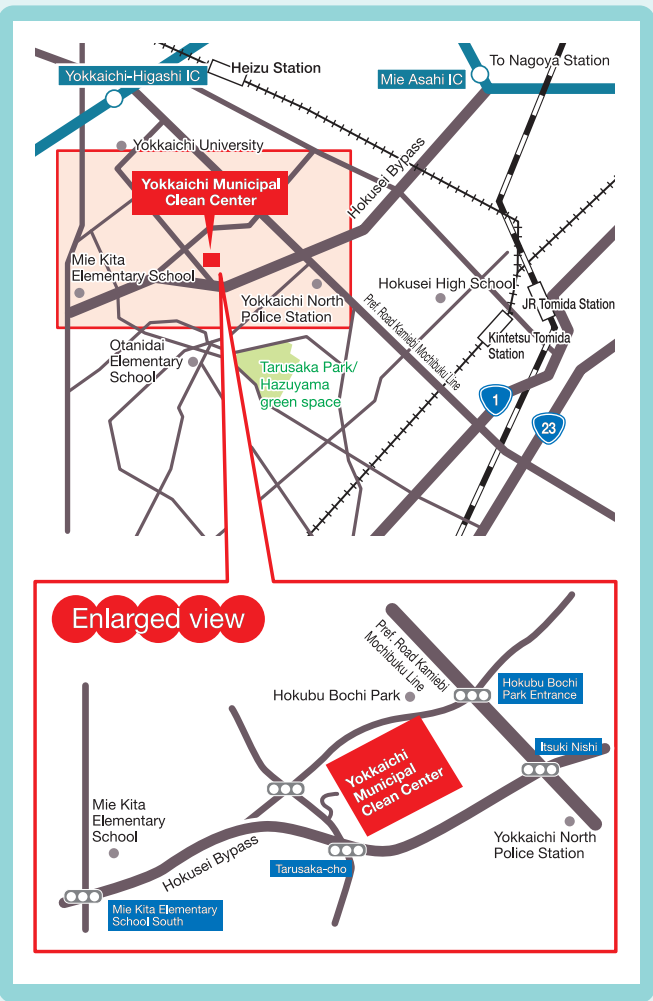 To Nagoya Station
Yokkaichi-Higashi IC
Heizu Station
Mie Asahi IC
Yokkaichi University
Yokkaichi Municipal
Clean Center
Hokusei Bypass
Mie Kita
Elementary School
Hokusei High School
Yokkaichi North
Police Station
JR Tomida Station
Pref. Road Kamiebi Mochibuku Line
Kintetsu Tomida
Station
Otanidai
Elementary
School
Tarusaka Park/
Hazuyama
green space
1
23
Enlarged view
Pref. Road Kamiebi
Mochibuku Line
Hokubu Bochi Park
Hokubu Bochi
Park Entrance
Itsuki Nishi
Yokkaichi
Municipal
Clean Center
Mie Kita
Elementary
School
Yokkaichi North
Police Station
Hokusei Bypass
Tarusaka-cho
Mie Kita Elementary
School South